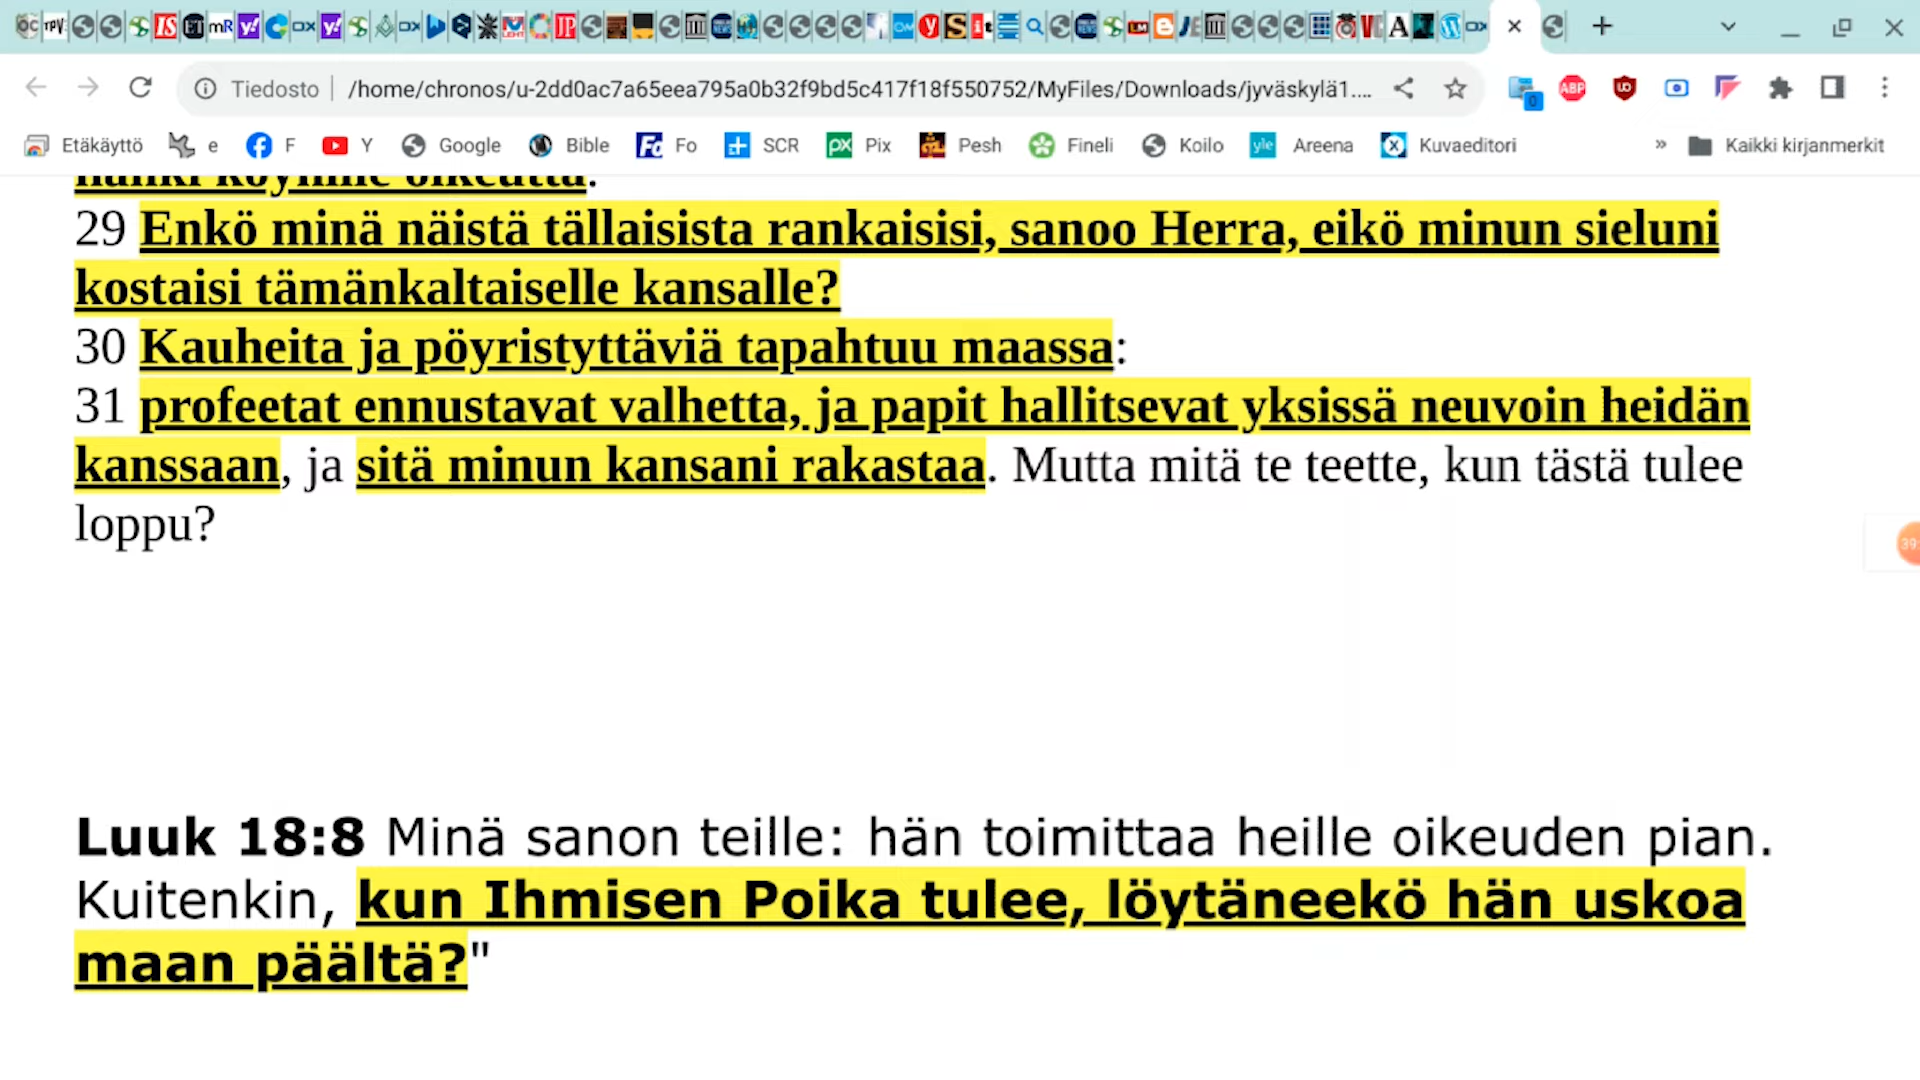 Tiedosto
/home/chronos/u-2dd0ac7a65eea795a0b32f9bd5c417f18f550752/MyFiles/Downloads/jyväskylä1....
Etäkäyttö e F Y Google Bible Fo SCR Pix Pesh Fineli Koilo Areena Kuvaeditori » Kaikki kirjanmerkit
29 Enkö minä näistä tällaisista rankaisisi, sanoo Herra, eikö minun sieluni
kostaisi tämänkaltaiselle kansalle?
30 Kauheita ja pöyristyttäviä tapahtuu maassa:
31 profeetat ennustavat valhetta, ja papit hallitsevat yksissä neuvoin heidän
kanssaan, ja sitä minun kansani rakastaa. Mutta mitä te teette, kun tästä tulee
loppu?
Luuk 18:8 Minä sanon teille: hän toimittaa heille oikeuden pian.
Kuitenkin, kun Ihmisen Poika tulee, löytäneekö hän uskoa
maan päältä?"